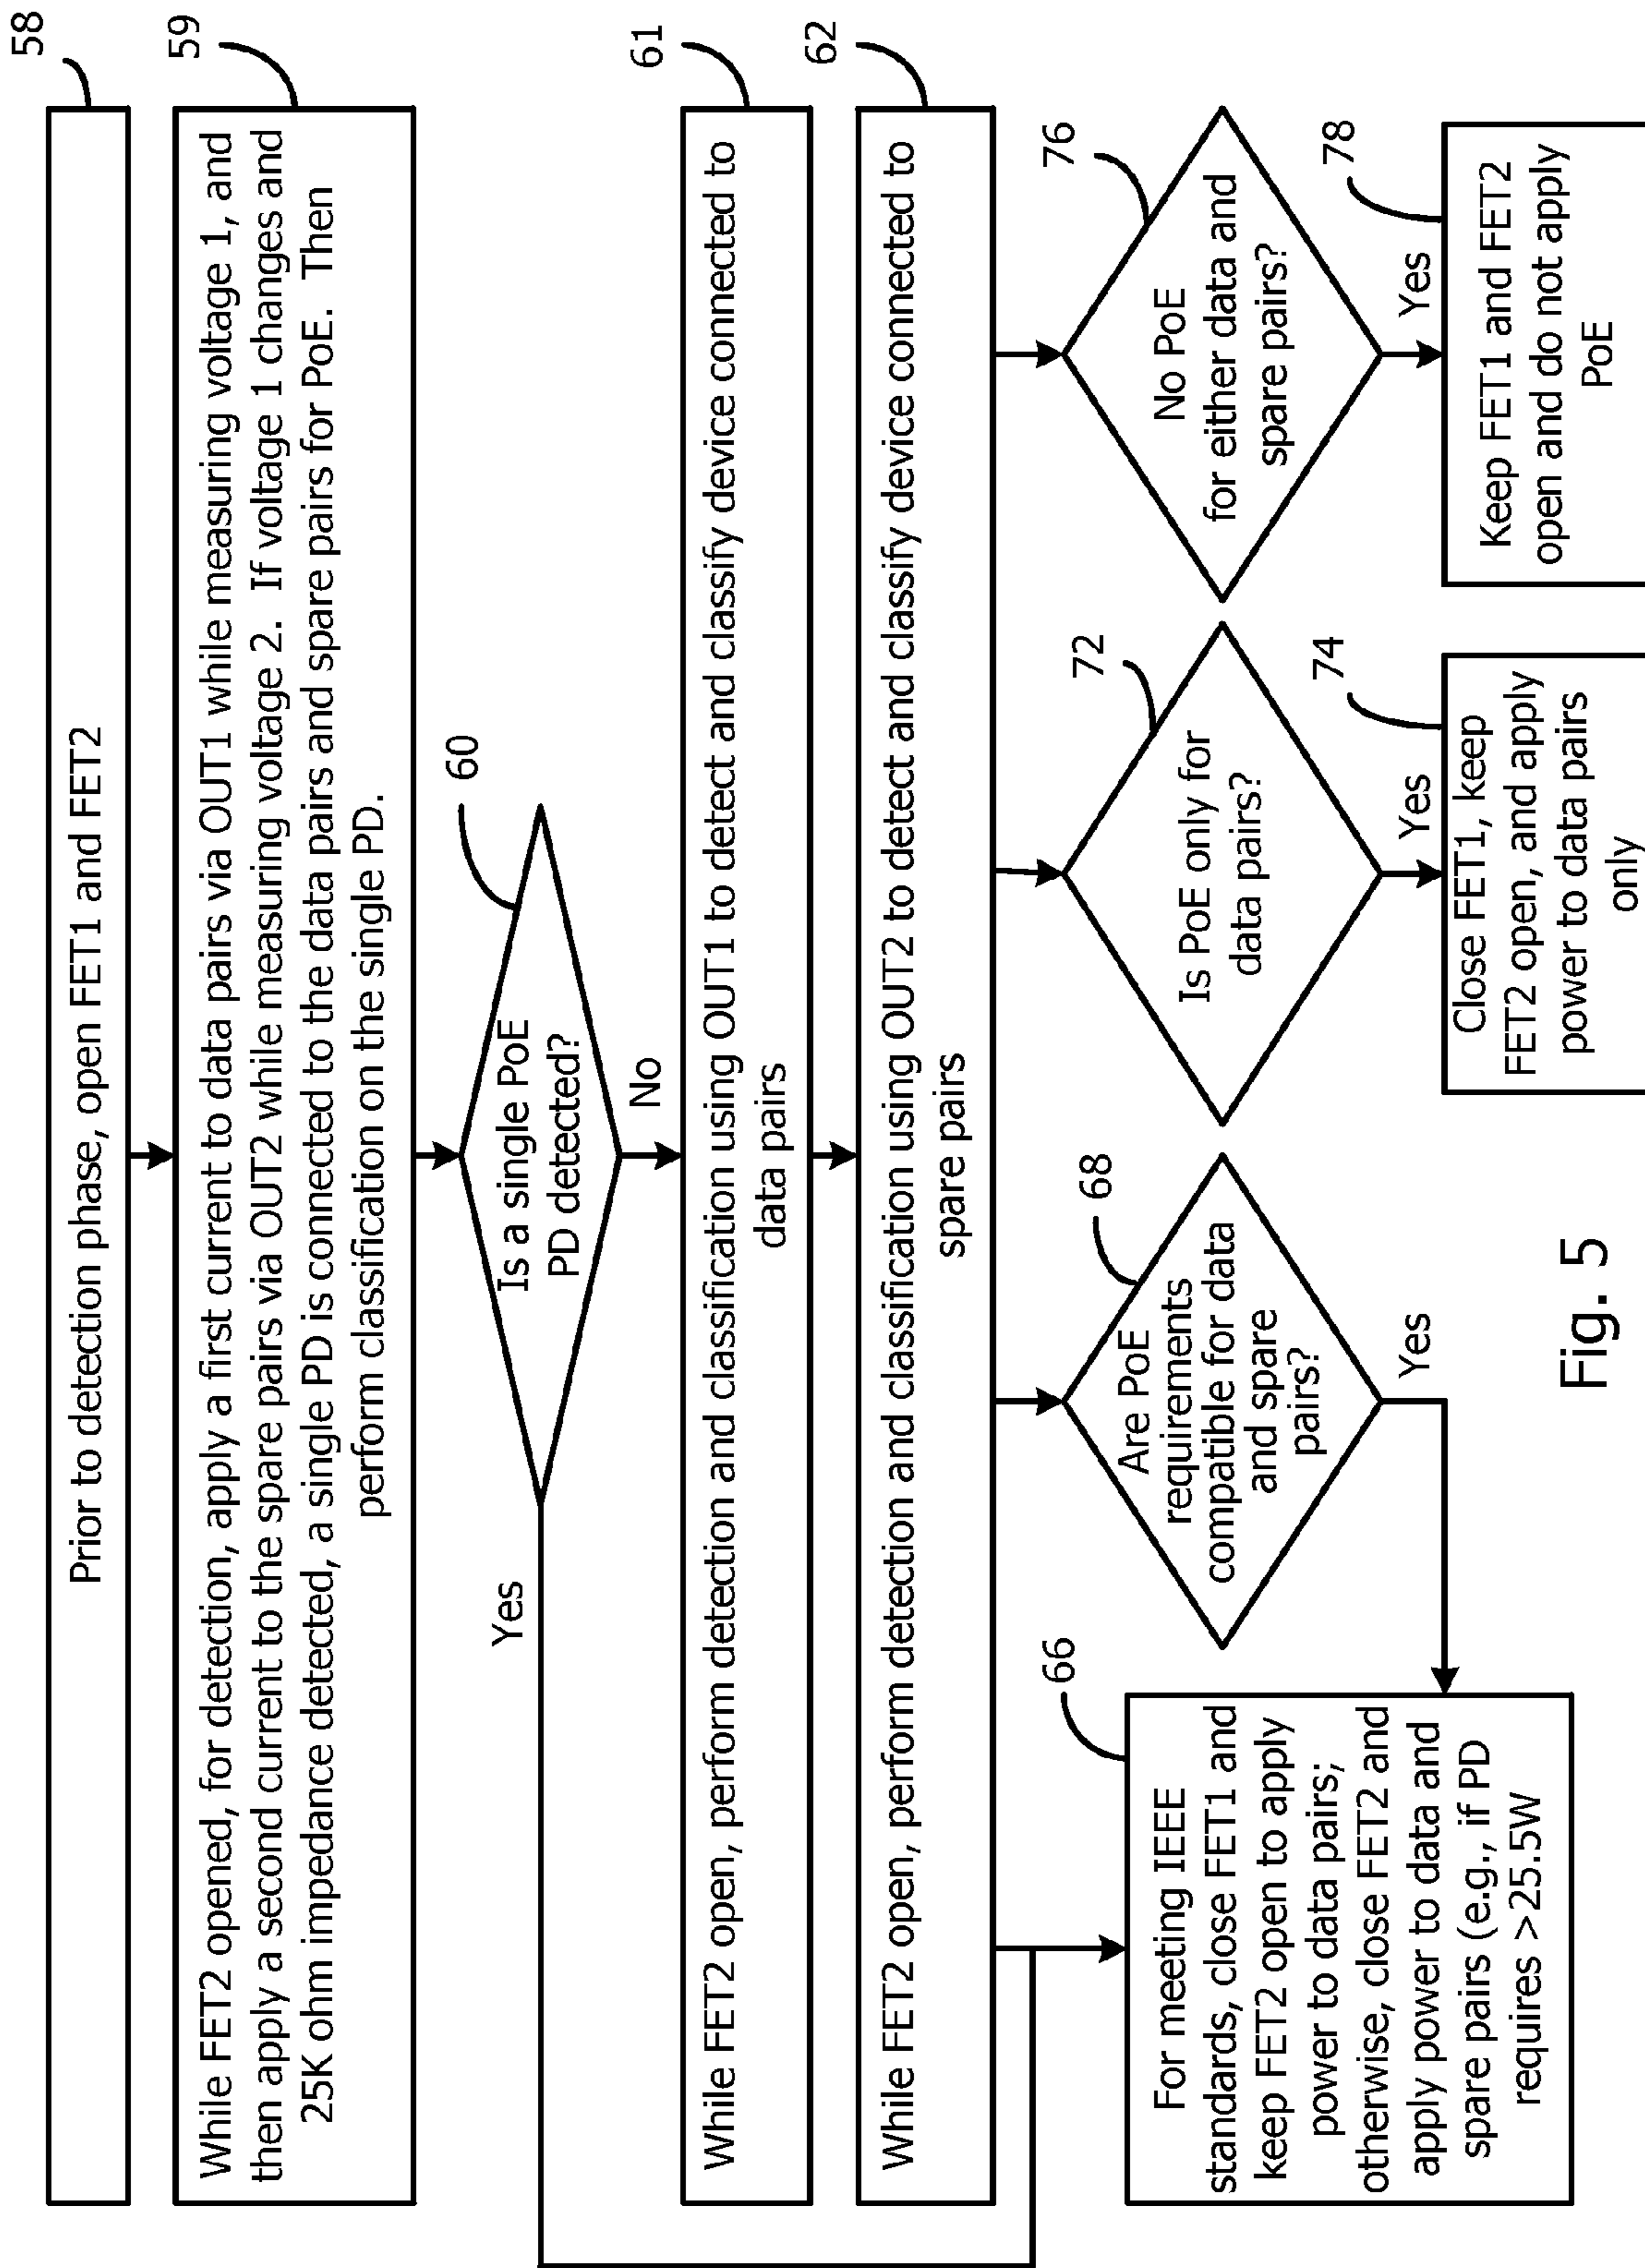 58
Prior to detection phase, open FET1 and FET2
59
While FET2 opened, for detection, apply a first current to data pairs via OUT1 while measuring voltage 1, and
then apply a second current to the spare pairs via OUT2 while measuring voltage 2. If voltage 1 changes and
25K ohm impedance detected, a single PD is connected to the data pairs and spare pairs for PoE. Then
perform classification on the single PD.
60
Is a single PoE
PD detected?
Yes
No
61
While FET2 open, perform detection and classification using OUT1 to detect and classify device connected to
data pairs
62
While FET2 open, perform detection and classification using OUT2 to detect and classify device connected to
spare pairs
66
For meeting IEEE
standards, close FET1 and
keep FET2 open to apply
power to data pairs;
otherwise, close FET2 and
apply power to data and
spare pairs (e.g., if PD
requires >25.5W
68
Are PoE
requirements
compatible for data
and spare
pairs?
Yes
72
Is PoE only for
data pairs?
Yes
74
Close FET1, keep
FET2 open, and apply
power to data pairs
only
76
No PoE
for either data and
spare pairs?
Yes
78
Keep FET1 and FET2
open and do not apply
PoE
Fig. 5